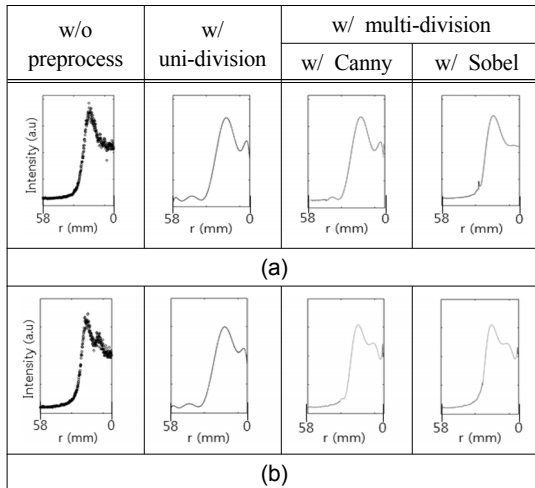 w/o
preprocess
w/
uni-division
w/ multi-division
w/ Canny
w/ Sobel
Intensity (a.u)
58 0
r (mm)
58 0
r (mm)
58 0
r (mm)
58 0
r (mm)
(a)
Intensity (a.u)
58 0
r (mm)
58 0
r (mm)
58 0
r (mm)
58 0
r (mm)
(b)